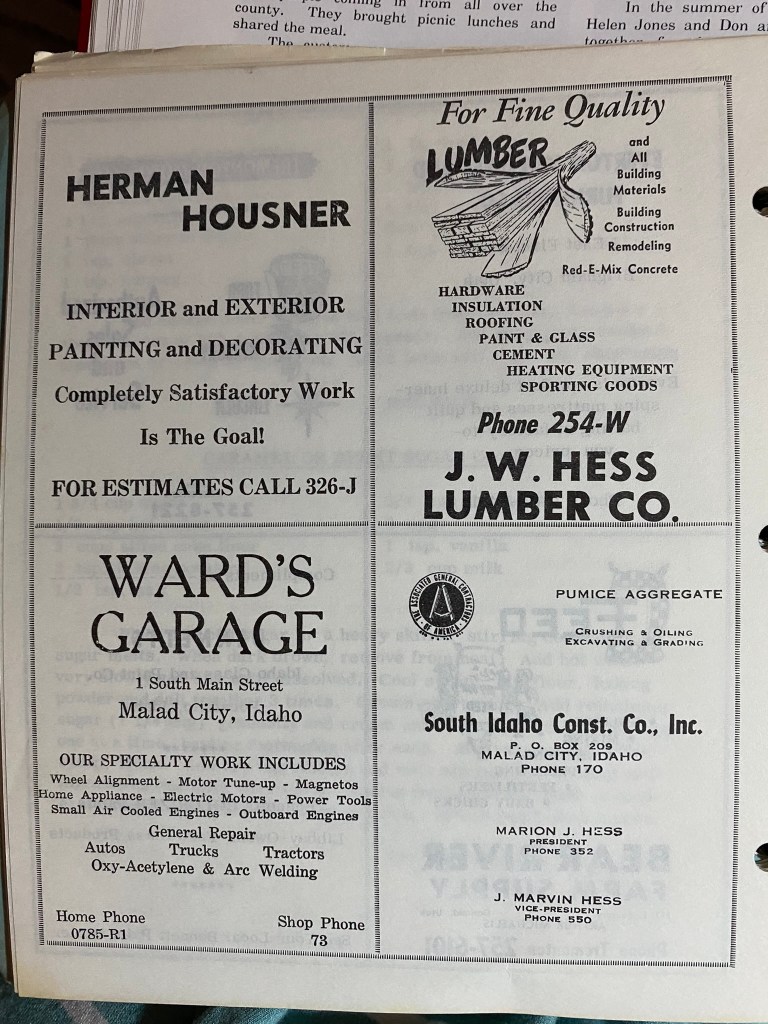 county. They brought picnic lunches and
shared the meal.
In the summer of
Helen Jones and Don
HERMAN
HOUSNER
INTERIOR and EXTERIOR
PAINTING and DECORATING
Completely Satisfactory Work
Is The Goal!
FOR ESTIMATES CALL 326-J
For Fine Quality
LUMBER
and
All
Building
Materials
Building
Construction
Remodeling
Red-E-Mix Concrete
HARDWARE
INSULATION
ROOFING
PAINT & GLASS
CEMENT
HEATING EQUIPMENT
SPORTING GOODS
Phone 254-W
J. W. HESS
LUMBER CO.
WARD'S
GARAGE
1 South Main Street
Malad City, Idaho
OUR SPECIALTY WORK INCLUDES
Wheel Alignment - Motor Tune-up - Magnetos
Home Appliance - Electric Motors - Power Tools
Small Air Cooled Engines - Outboard Engines
General Repair
Autos Trucks Tractors
Oxy-Acetylene & Arc Welding
Home Phone
0785-R1
Shop Phone
73
THE ASSOCIATED GENERAL CONTRACTORS
OF AMERICA
PUMICE AGGREGATE
CRUSHING & OILING
EXCAVATING & GRADING
South Idaho Const. Co., Inc.
P. O. BOX 209
MALAD CITY, IDAHO
PHONE 170
MARION J. HESS
PRESIDENT
PHONE 352
J. MARVIN HESS
VICE-PRESIDENT
PHONE 550